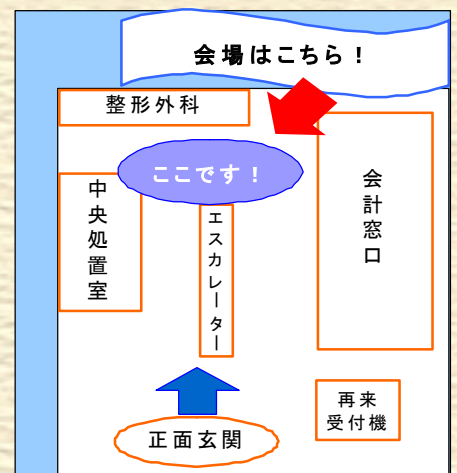 会場はこちら！
整形外科
ここです！
中央処置室
エスカレーター
会計窓口
再来
受付機
正面玄関